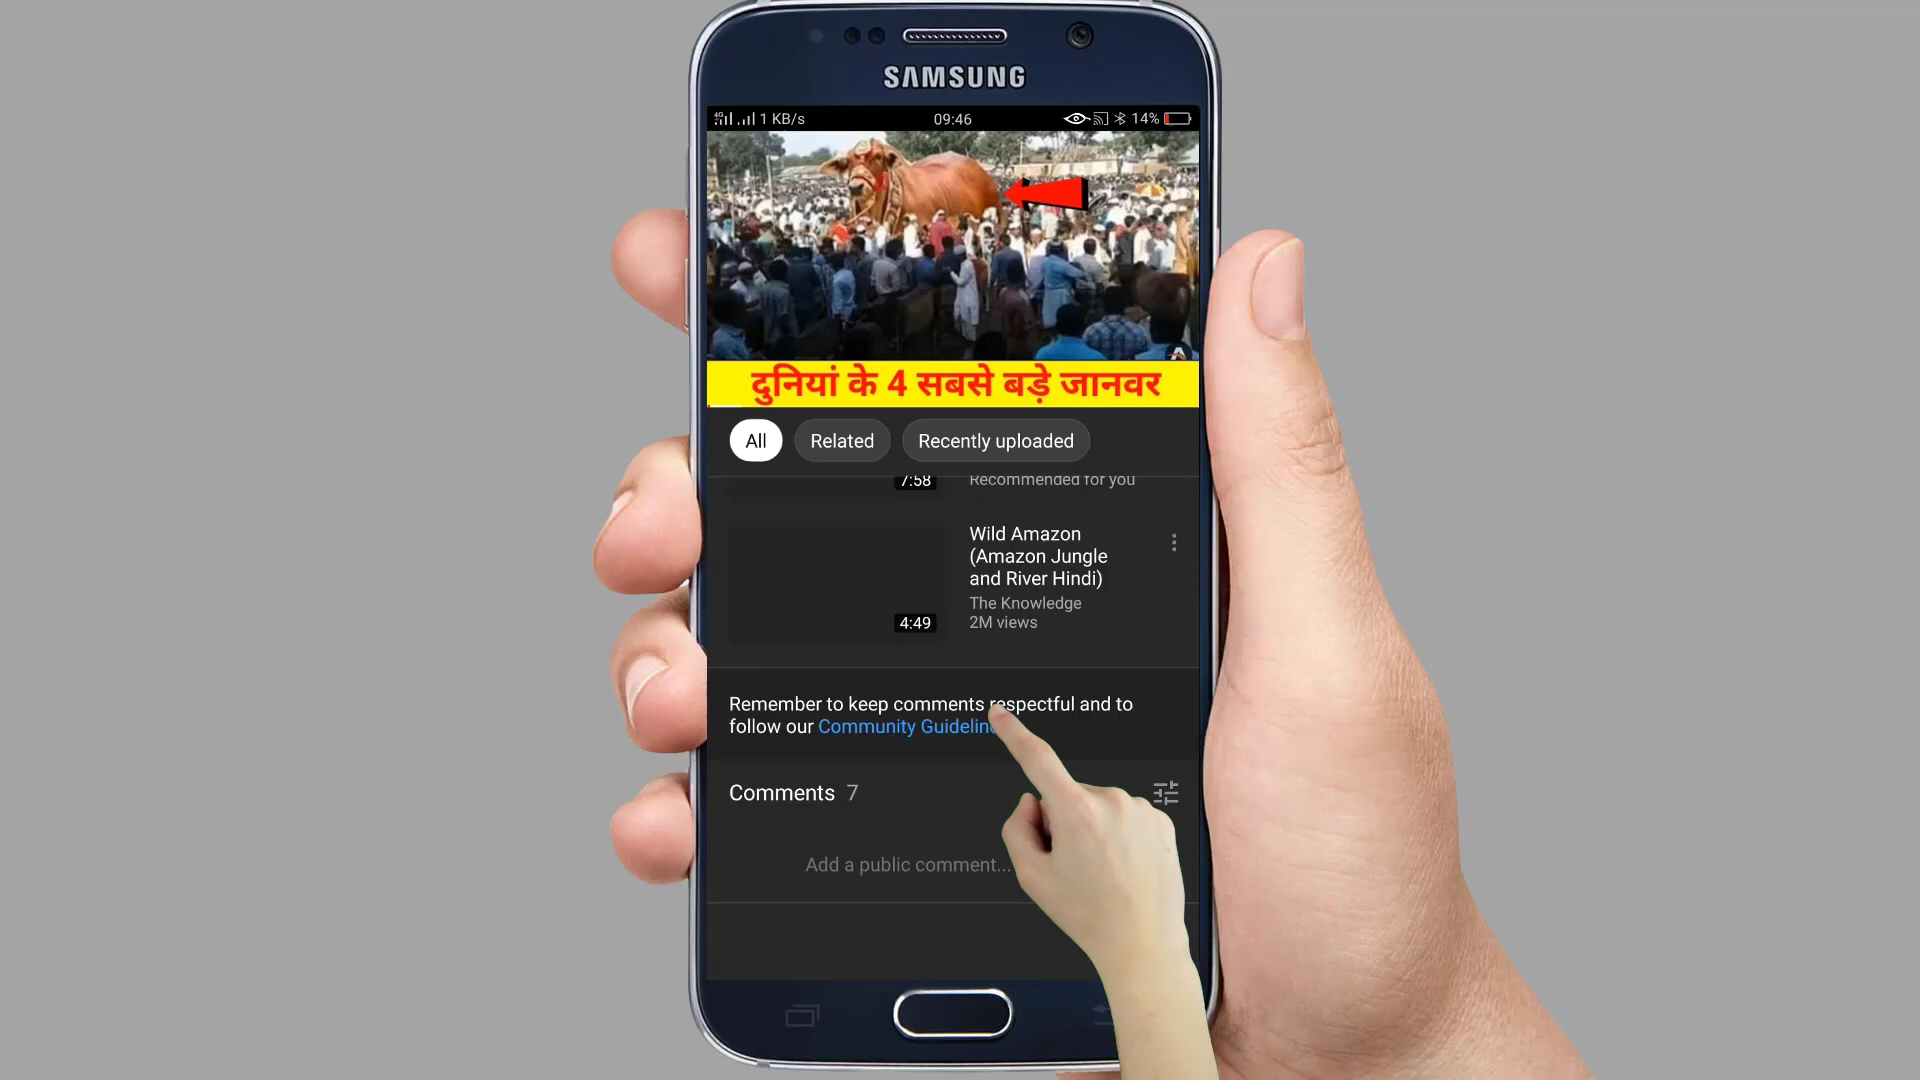 SAMSUNG
4G 1 KB/s 09:46 14%
दुनियां के 4 सबसे बड़े जानवर
All Related Recently uploaded
7:58 Recommended for you
Wild Amazon
(Amazon Jungle
and River Hindi)
The Knowledge
4:49 2M views
Remember to keep comments respectful and to
follow our Community
Comments 7
Add a public comment...